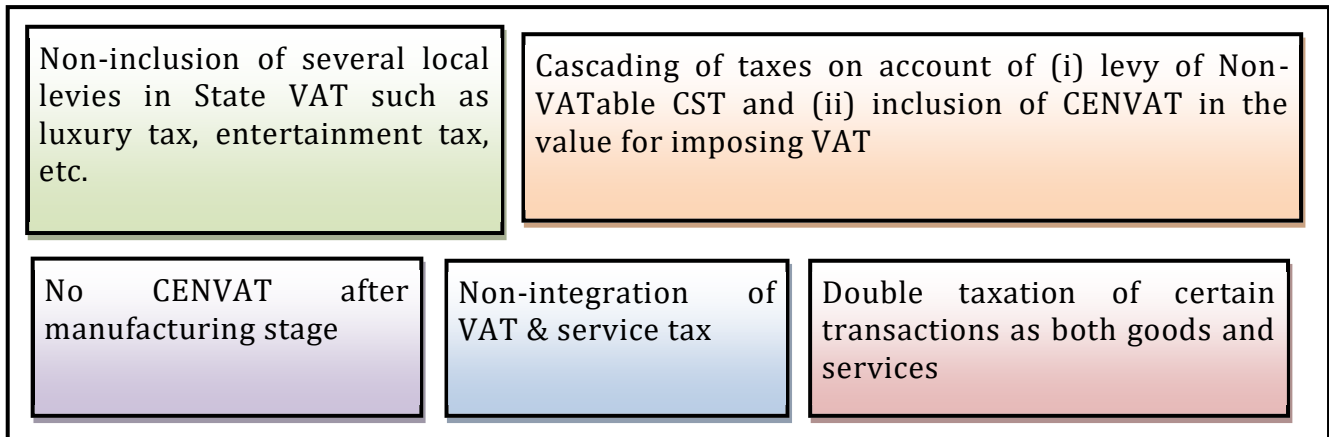 Non-inclusion of several local
levies in State VAT such as
luxury tax, entertainment tax,
etc.
Cascading of taxes on account of (i) levy of Non-
VATable CST and (ii) inclusion of CENVAT in the
value for imposing VAT
No CENVAT after
manufacturing stage
Non-integration of
VAT & service tax
Double taxation of certain
transactions as both goods and
services